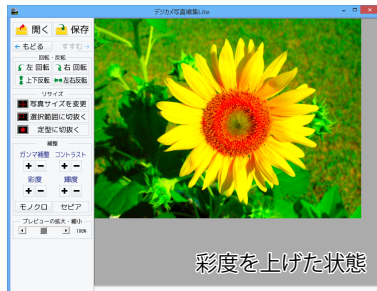 デジカメ写真編集Lite
開く 保存
もどる すすむ
回転・反転
左回転 右回転
上下反転 左右反転
リサイズ
写真サイズを変更
選択範囲に切抜く
定型に切抜く
補整
ガンマ補整 コントラスト
+ - + -
彩度 輝度
+ - + -
モノクロ セピア
プレビューの拡大・縮小
100%
彩度を上げた状態